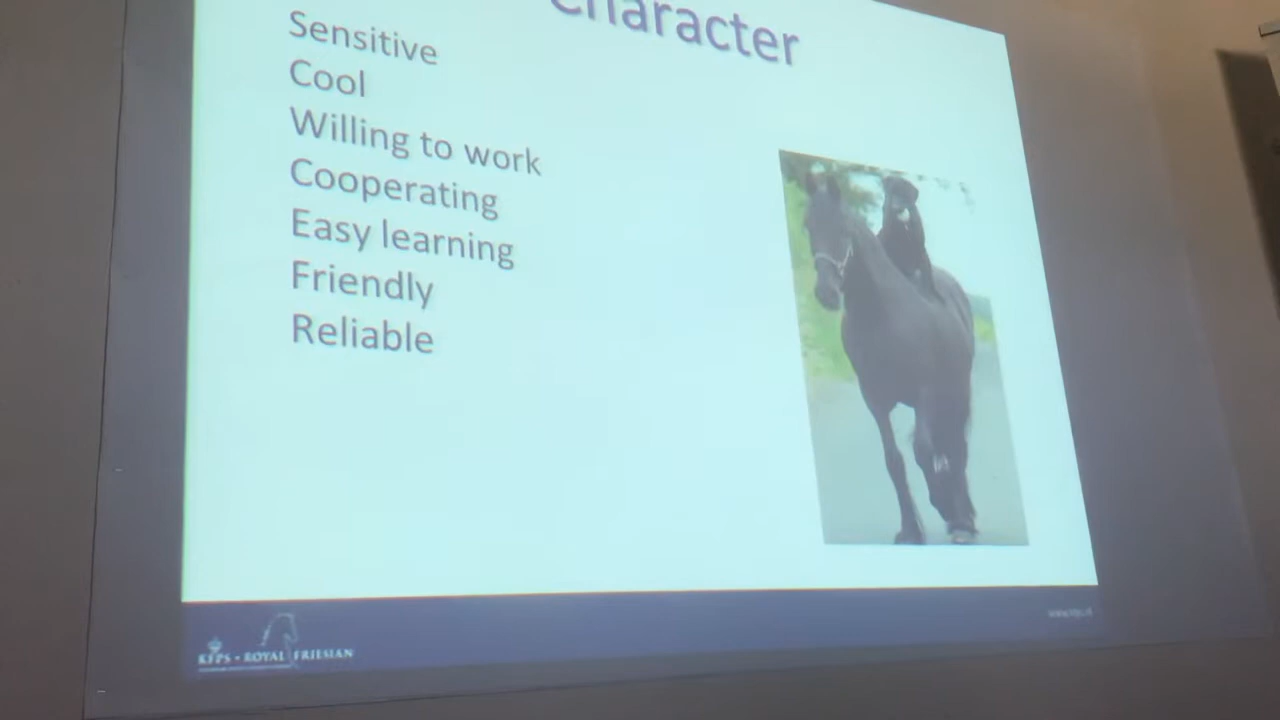 Character
Sensitive
Cool
Willing to work
Cooperating
Easy learning
Friendly
Reliable
KFPS - ROYAL FRIESIAN